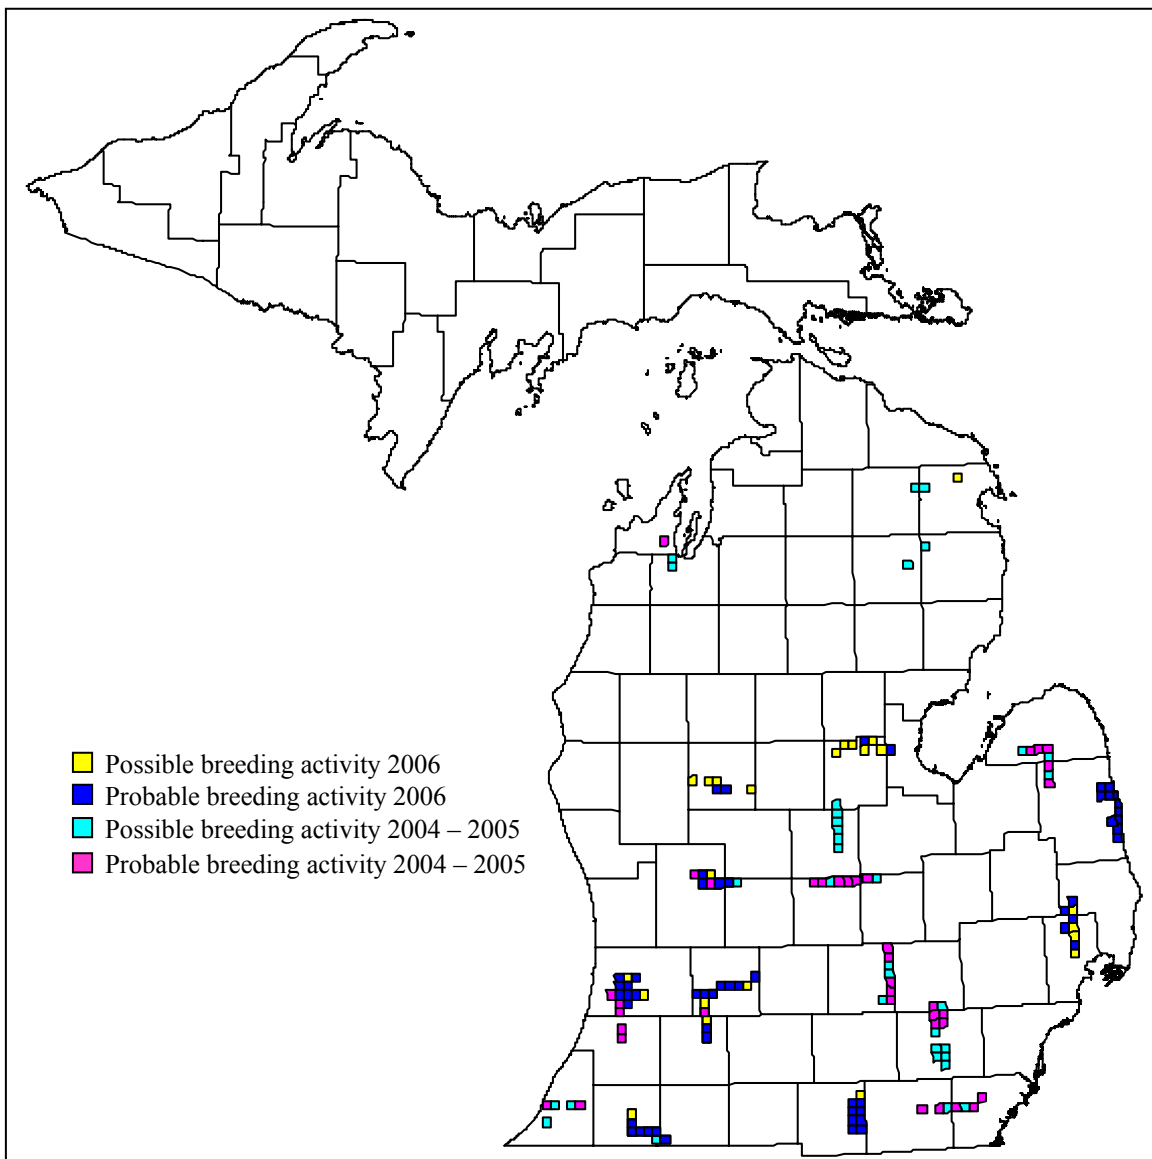 Possible breeding activity 2006
Probable breeding activity 2006
Possible breeding activity 2004 – 2005
Probable breeding activity 2004 – 2005